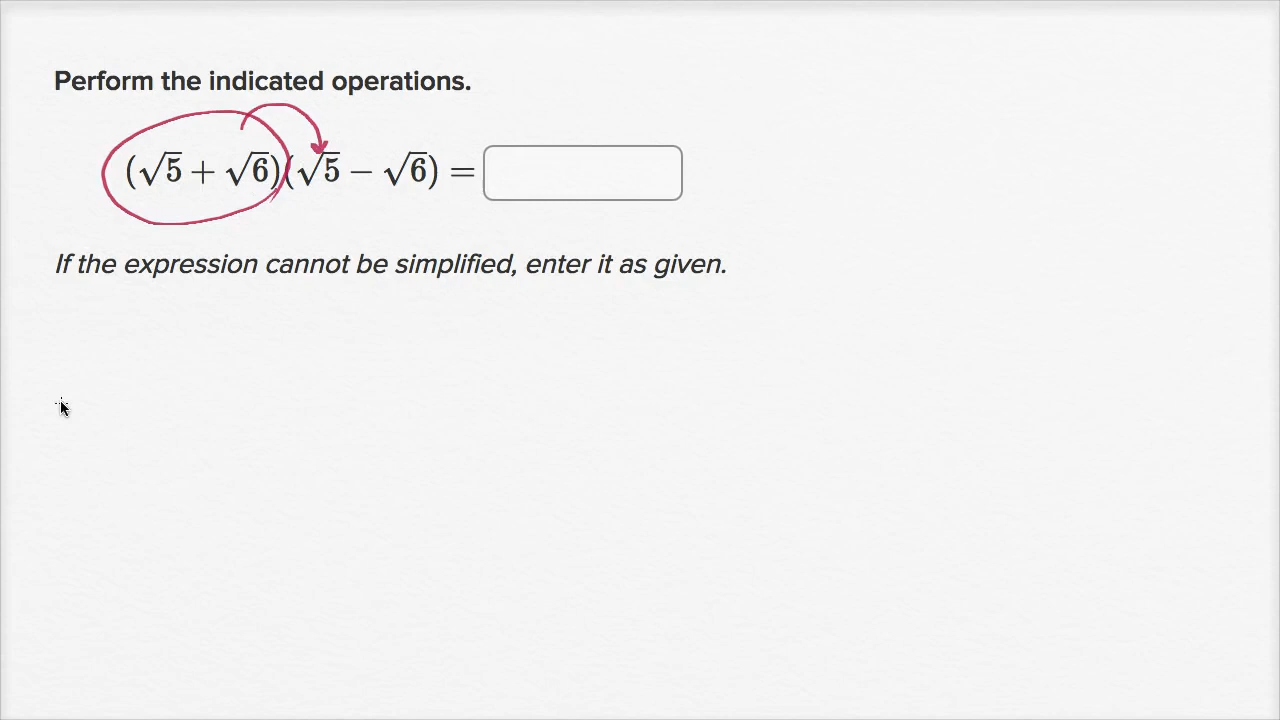 Perform the indicated operations.
(√5 + √6)(√5 − √6) =
If the expression cannot be simplified, enter it as given.